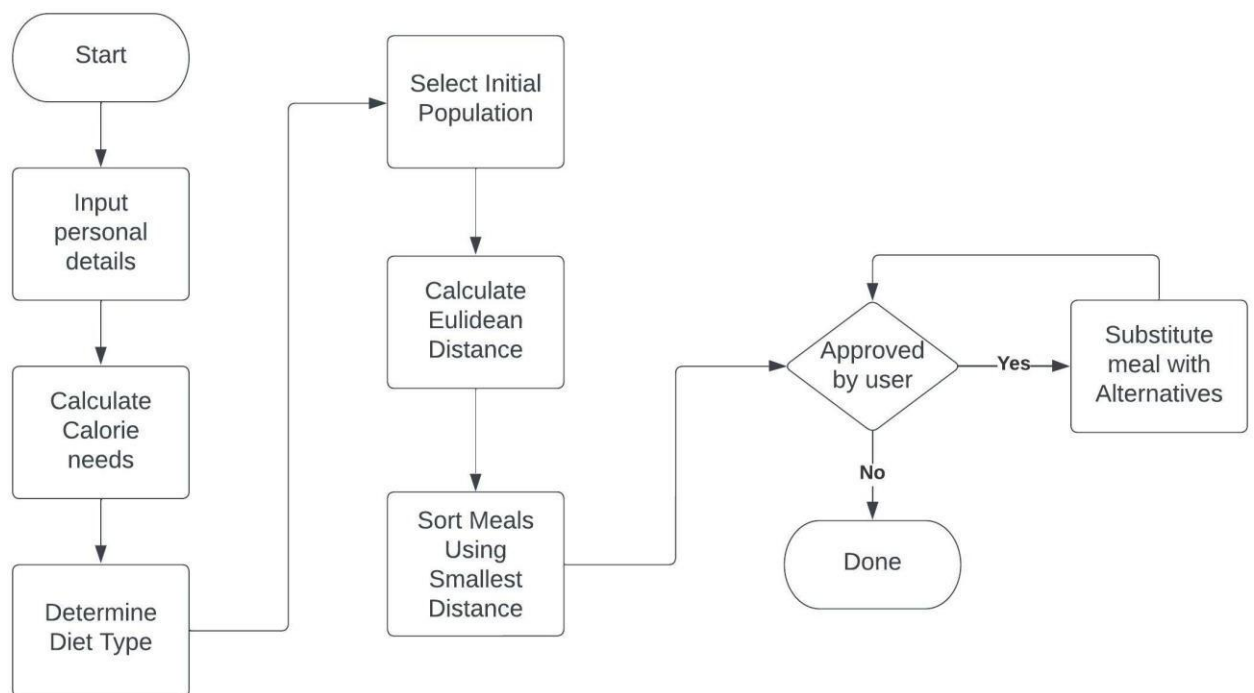 Start
Input
personal
details
Calculate
Calorie
needs
Determine
Diet Type
Select Initial
Population
Calculate
Eulidean
Distance
Sort Meals
Using
Smallest
Distance
Approved
by user
Yes
Substitute
meal with
Alternatives
No
Done